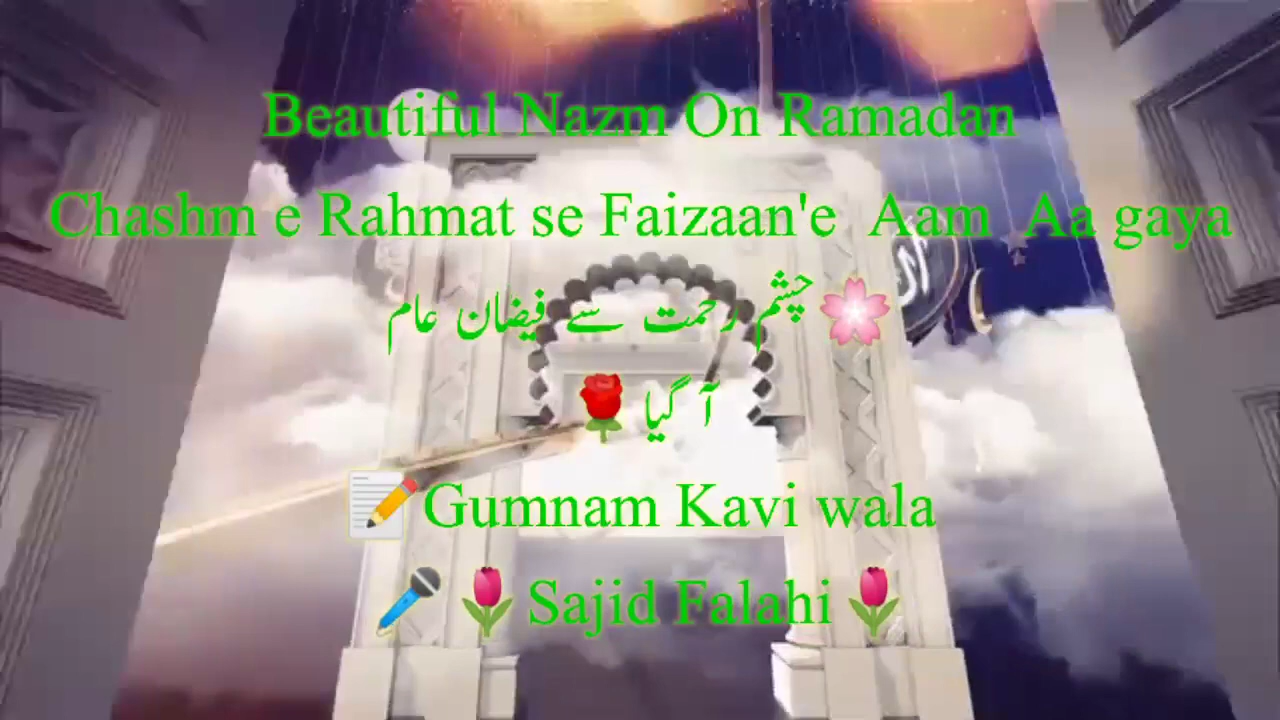 Beautiful Nazm On Ramadan
Chashm e Rahmat se Faizaan'e Aam Aa gaya
🌸چشم رحمت سے فیضان عام
آ گیا 🌹
📝Gumnam Kavi wala
🎤🌷Sajid Falahi🌷